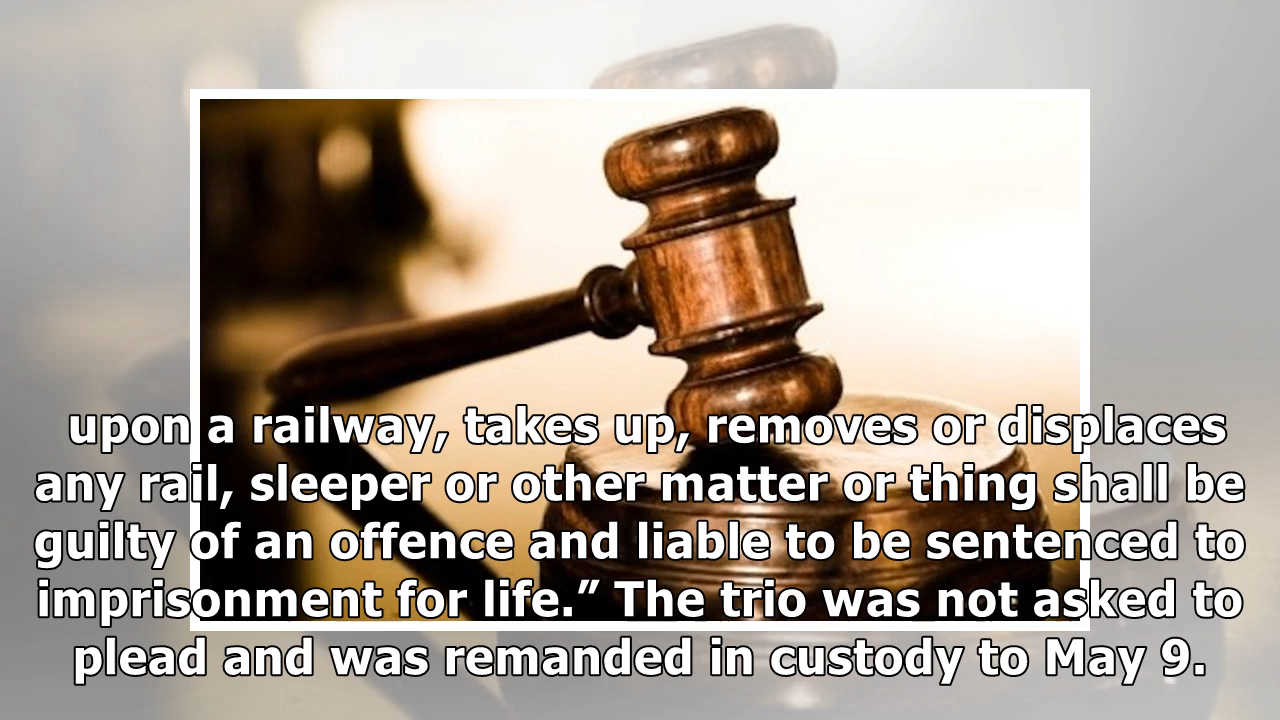 upon a railway, takes up, removes or displaces
any rail, sleeper or other matter or thing shall be
guilty of an offence and liable to be sentenced to
imprisonment for life.” The trio was not asked to
plead and was remanded in custody to May 9.